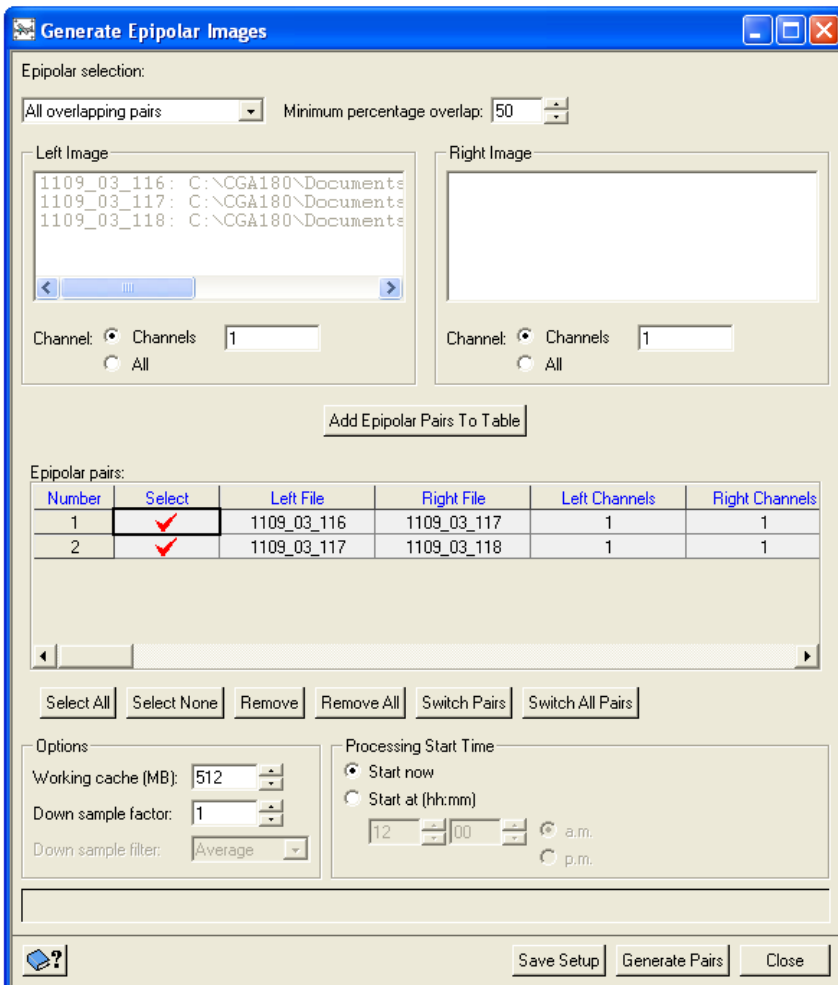 Generate Epipolar Images
Epipolar selection:
All overlapping pairs Minimum percentage overlap: 50
Left Image Right Image
1109_03_116: C:\CGA180\Documents
1109_03_117: C:\CGA180\Documents
1109_03_118: C:\CGA180\Documents
Channel: Channels 1 Channel: Channels 1
All All
Add Epipolar Pairs To Table
Epipolar pairs:
Number Select Left File Right File Left Channels Right Channels
1 1109_03_116 1109_03_117 1 1
2 1109_03_117 1109_03_118 1 1
Select All Select None Remove Remove All Switch Pairs Switch All Pairs
Options Processing Start Time
Working cache (MB): 512 Start now
Down sample factor: 1 Start at (hh:mm)
12 00 a.m.
Down sample filter: Average p.m.
? Save Setup Generate Pairs Close